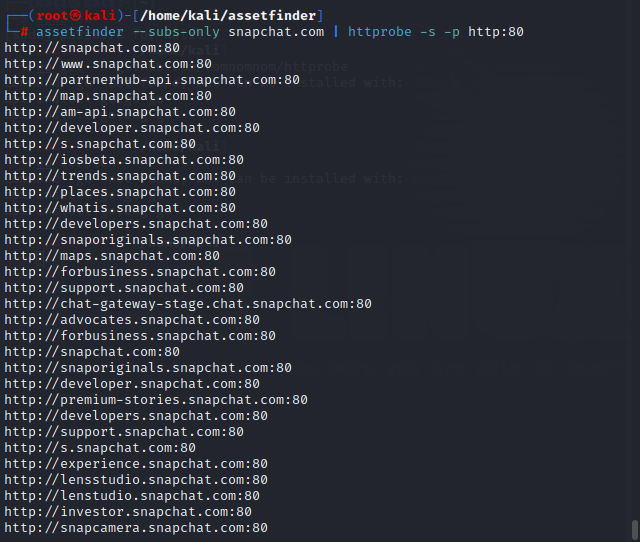 ┌──(root㉿kali)-[/home/kali/assetfinder]
└─# assetfinder --subs-only snapchat.com | httprobe -s -p http:80
http://snapchat.com:80
http://www.snapchat.com:80
http://partnerhub-api.snapchat.com:80
http://map.snapchat.com:80
http://am-api.snapchat.com:80
http://developer.snapchat.com:80
http://s.snapchat.com:80
http://iosbeta.snapchat.com:80
http://trends.snapchat.com:80
http://places.snapchat.com:80
http://whatis.snapchat.com:80
http://developers.snapchat.com:80
http://snaporiginals.snapchat.com:80
http://maps.snapchat.com:80
http://forbusiness.snapchat.com:80
http://support.snapchat.com:80
http://chat-gateway-stage.chat.snapchat.com:80
http://advocates.snapchat.com:80
http://forbusiness.snapchat.com:80
http://snapchat.com:80
http://snaporiginals.snapchat.com:80
http://developer.snapchat.com:80
http://premium-stories.snapchat.com:80
http://developers.snapchat.com:80
http://support.snapchat.com:80
http://s.snapchat.com:80
http://experience.snapchat.com:80
http://lensstudio.snapchat.com:80
http://lenstudio.snapchat.com:80
http://investor.snapchat.com:80
http://snapcamera.snapchat.com:80